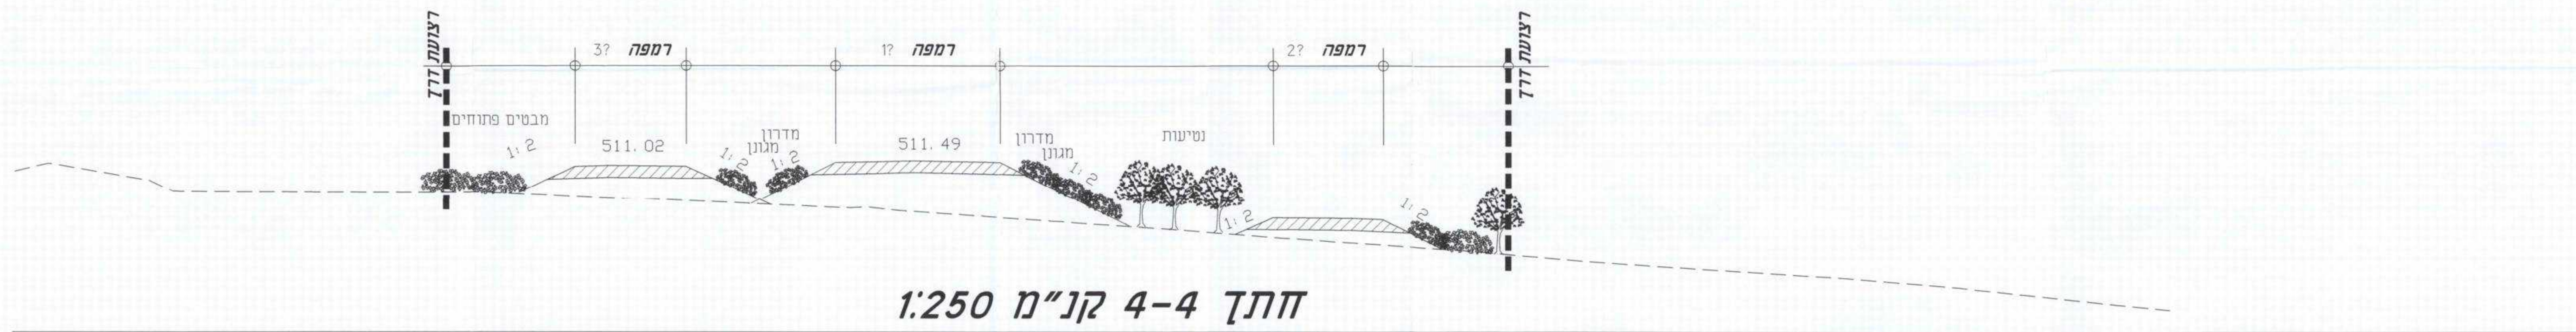 רצועת דרך
רמפה 3?
רמפה 1?
רמפה 2?
רצועת דרך
מבטים פתוחים
1:2
511.02
1:2
מדרון
מגונן
1:2
511.49
מדרון
מגונן
1:2
נטיעות
1:2
1:2
חתך 4-4 קנ"מ 1:250